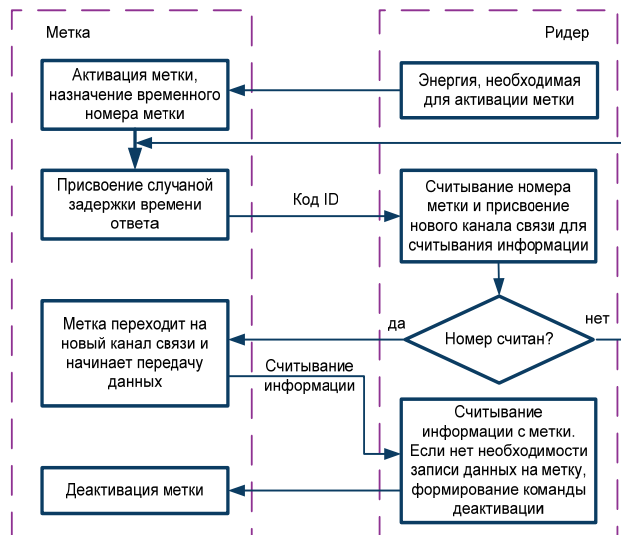 Метка
Ридер
Активация метки,
назначение временного
номера метки
Энергия, необходимая
для активации метки
Присвоение случаной
задержки времени
ответа
Код ID
Считывание номера
метки и присвоение
нового канала связи для
считывания информации
Метка переходит на
новый канал связи и
начинает передачу
данных
да
Номер считан?
нет
Считывание
информации
Считывание
информации с метки.
Если нет необходимости
записи данных на метку,
формирование команды
деактивации
Деактивация метки